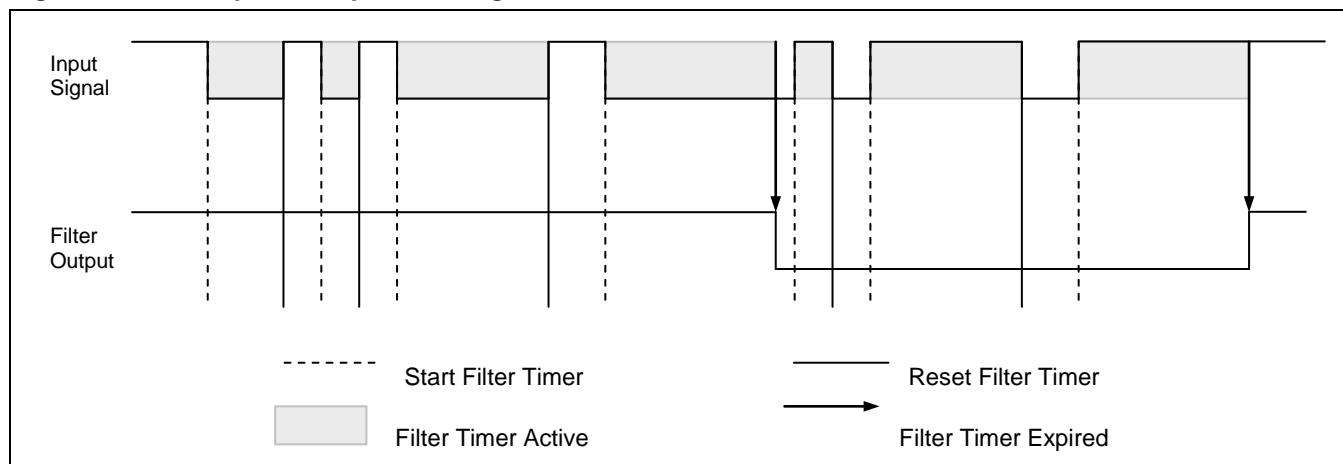 Input
Signal
Filter
Output
Start Filter Timer
Reset Filter Timer
Filter Timer Active
Filter Timer Expired